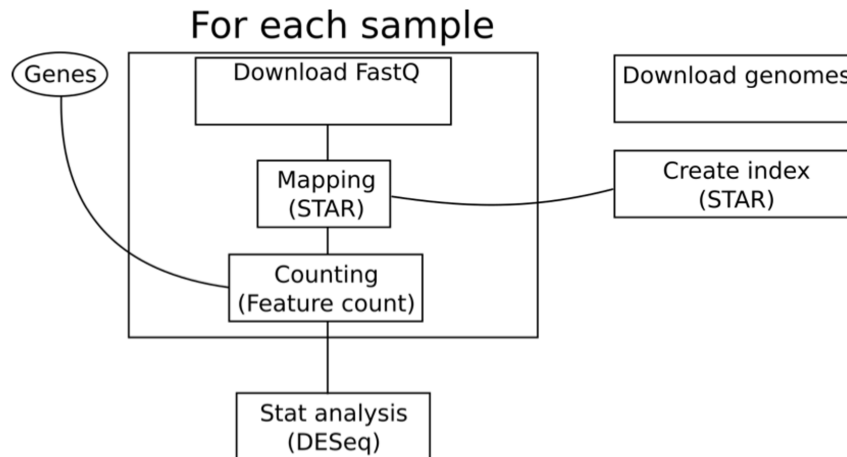 For each sample
Genes
Download FastQ
Download genomes
Mapping
(STAR)
Create index
(STAR)
Counting
(Feature count)
Stat analysis
(DESeq)